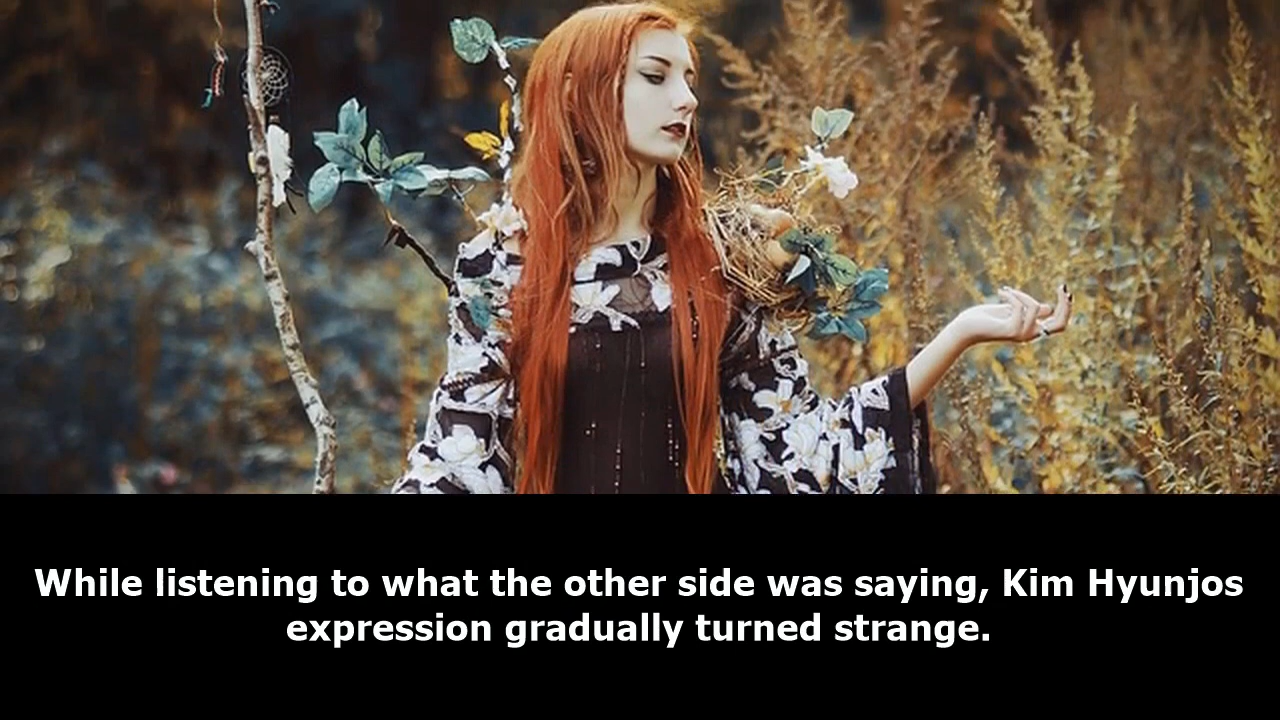 While listening to what the other side was saying, Kim Hyunjos
expression gradually turned strange.